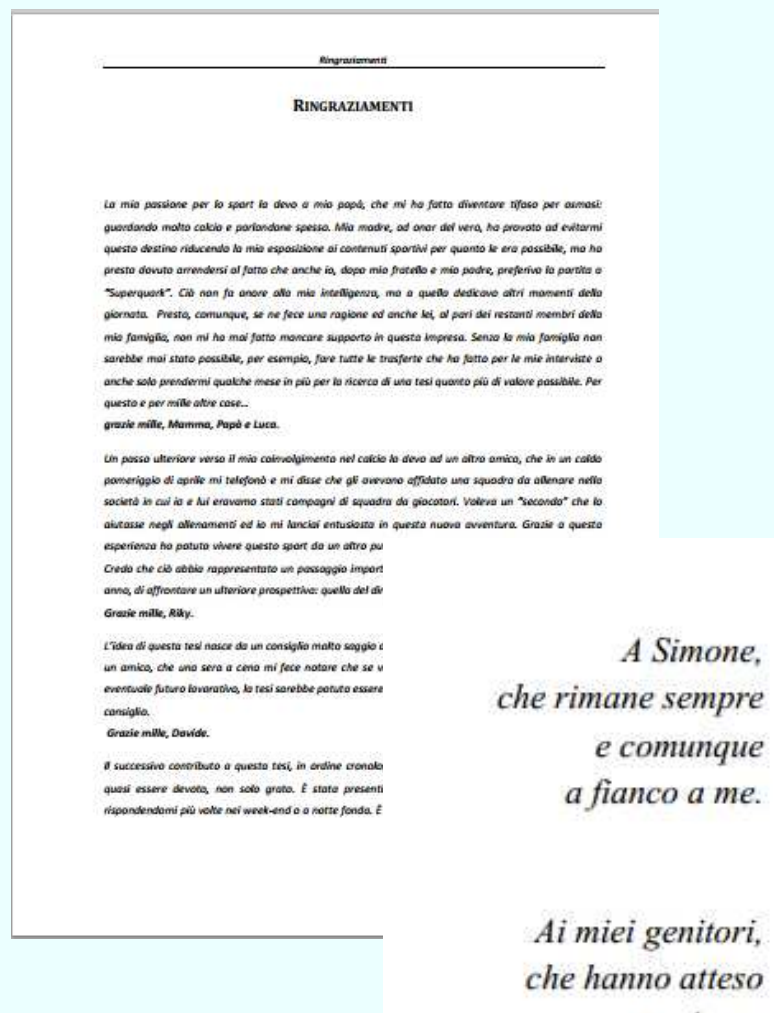 Ringraziamenti
RINGRAZIAMENTI
La mia passione per lo sport la devo a mio papà, che mi ha fatto diventare tifoso per osmosi:
guardando molto calcio e parlandone spesso. Mia madre, ad onor del vero, ha provato ad evitarmi
questo destino riducendo la mia esposizione ai contenuti sportivi per quanto le era possibile, ma ha
presto dovuto arrendersi al fatto che anche io, dopo mio fratello e mio padre, preferivo la partita a
"Superquark". Ciò non fa onore alla mia intelligenza, ma a quella dedicavo altri momenti della
giornata. Presto, comunque, se ne fece una ragione ed anche lei, al pari dei restanti membri della
mia famiglia, non mi ha mai fatto mancare supporto in questa impresa. Senza la mia famiglia non
sarebbe mai stato possibile, per esempio, fare tutte le trasferte che ho fatto per le mie interviste o
anche solo prendermi qualche mese in più per la ricerca di una tesi quanto più di valore possibile. Per
questo e per mille altre cose...
grazie mille, Mamma, Papà e Luca.
Un passo ulteriore verso il mio coinvolgimento nel calcio lo devo ad un altro amico, che in un caldo
pomeriggio di aprile mi telefonò e mi disse che gli avevano affidato una squadra da allenare nella
società in cui io e lui eravamo stati compagni di squadra da giocatori. Voleva un "secondo" che lo
aiutasse negli allenamenti ed io mi lanciai entusiasta in questa nuova avventura. Grazie a questa
esperienza ho potuto vivere questo sport da un altro pu
Credo che ciò abbia rappresentato un passaggio import
anno, di affrontare un ulteriore prospettiva: quella del di
Grazie mille, Riky.
L'idea di questa tesi nasce da un consiglio molto saggio
un amico, che una sera a cena mi fece notare che se v
eventuale futuro lavorativo, la tesi sarebbe potuta essere
consiglio.
Grazie mille, Davide.
Il successivo contributo a questa tesi, in ordine cronolo
quasi essere devoto, non solo grato. È stata presenti
rispondendomi più volte nei week-end o a notte fonda. È
A Simone,
che rimane sempre
e comunque
a fianco a me.
Ai miei genitori,
che hanno atteso